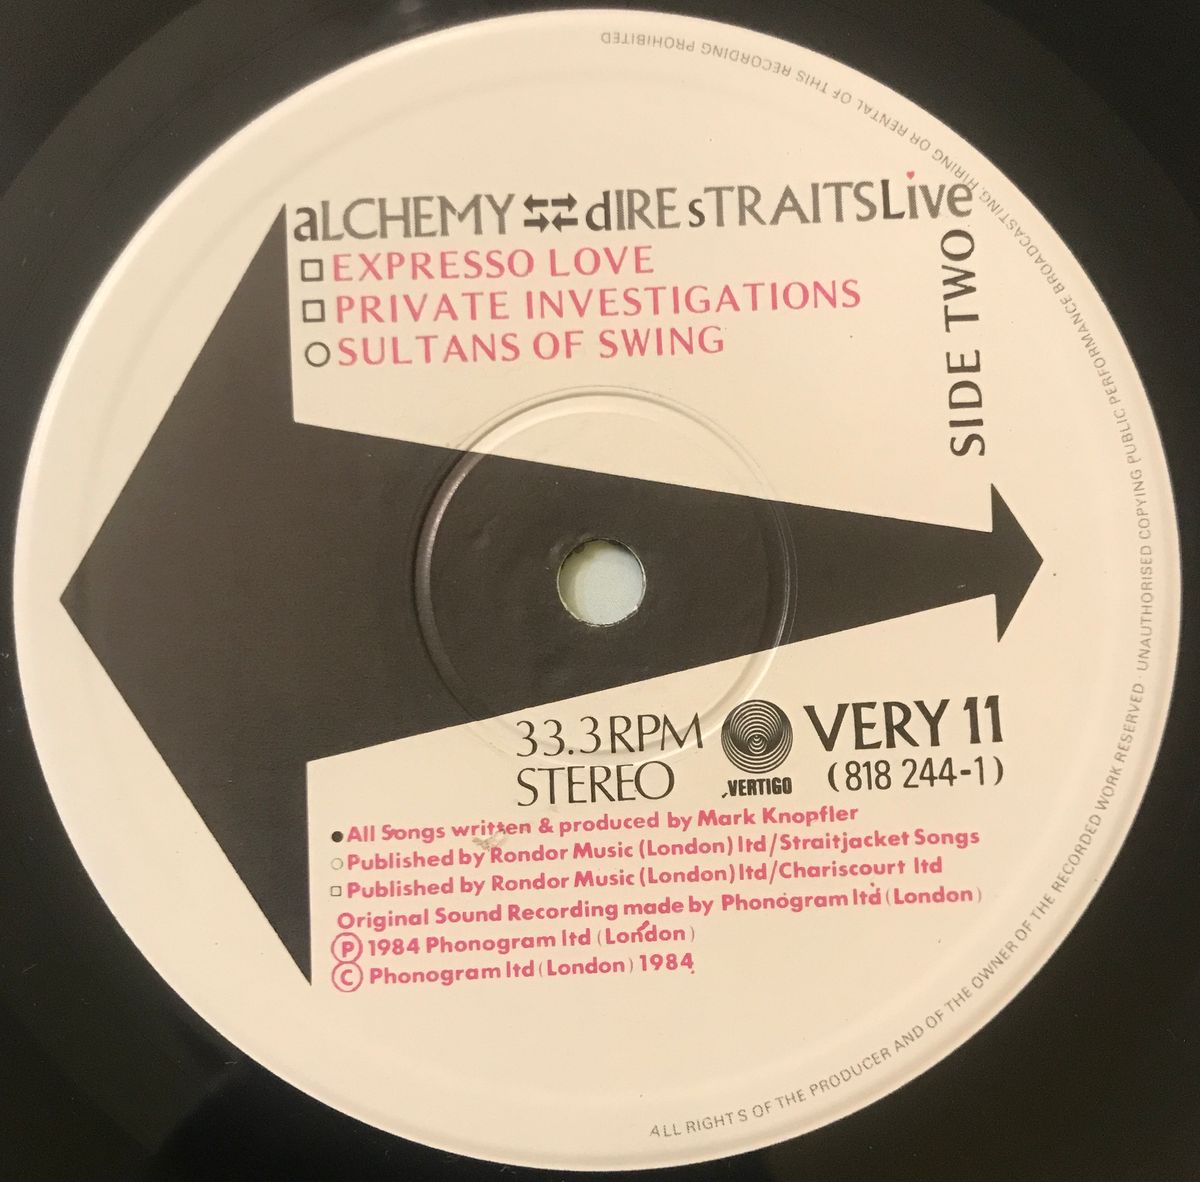 aLCHEMY dIRE sTRAITS Live
□ EXPRESSO LOVE
□ PRIVATE INVESTIGATIONS
○ SULTANS OF SWING
SIDE TWO
33.3 RPM
STEREO
VERTIGO
VERY 11
(818 244-1)
● All Songs written & produced by Mark Knopfler
○ Published by Rondor Music (London) ltd/Straitjacket Songs
□ Published by Rondor Music (London) ltd/Chariscourt ltd
Original Sound Recording made by Phonogram ltd (London)
Ⓟ 1984 Phonogram ltd (London)
© Phonogram ltd (London) 1984
ALL RIGHTS OF THE PRODUCER AND OF THE OWNER OF THE RECORDED WORK RESERVED · UNAUTHORISED COPYING PUBLIC PERFORMANCE BROADCASTING, HIRING OR RENTAL OF THIS RECORDING PROHIBITED